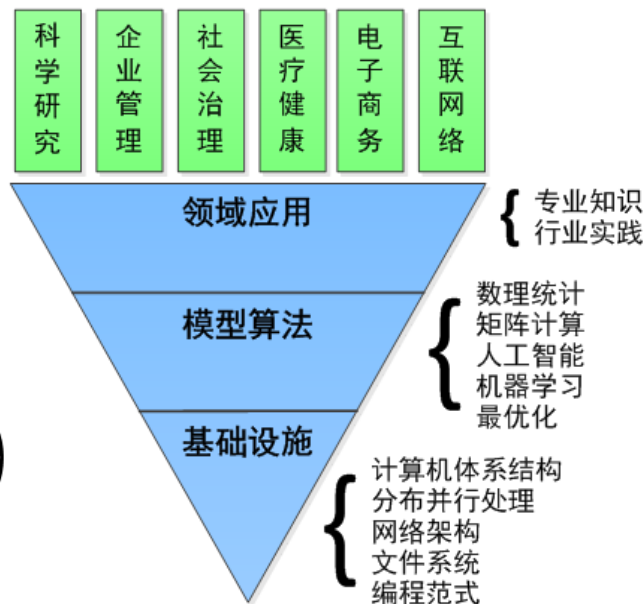 科学研究
企业管理
社会治理
医疗健康
电子商务
互联网络
领域应用
专业知识
行业实践
模型算法
数理统计
矩阵计算
人工智能
机器学习
最优化
基础设施
计算机体系结构
分布并行处理
网络架构
文件系统
编程范式